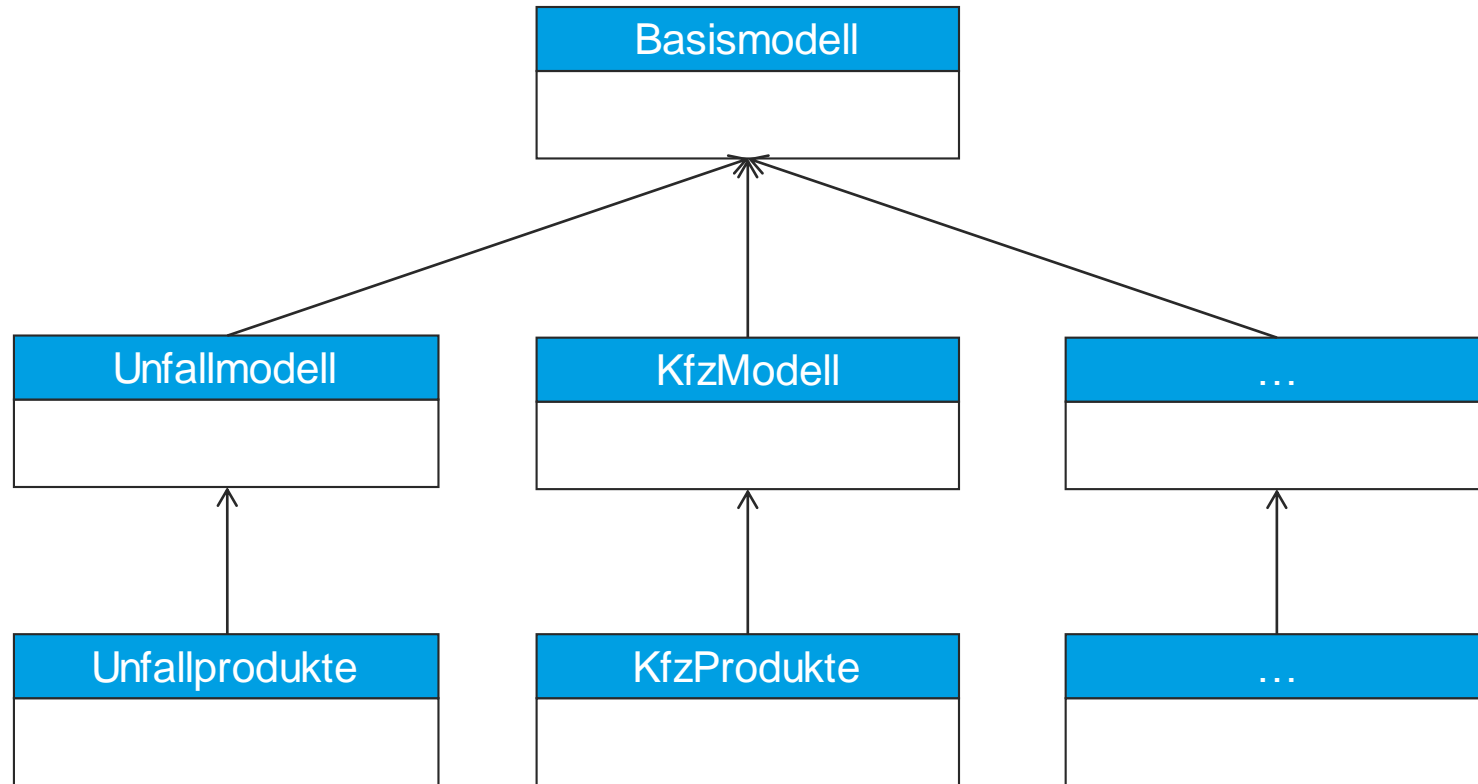 Basismodell
Unfallmodell
KfzModell
...
Unfallprodukte
KfzProdukte
...